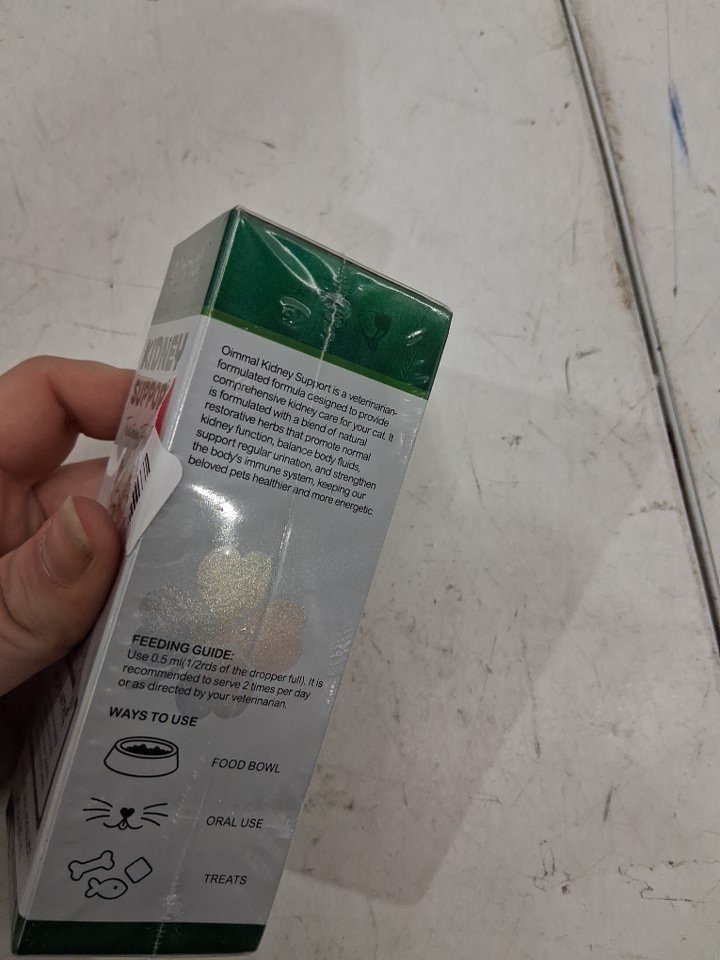 KIDNEY
SUPPORT
Oimmal Kidney Support is a veterinarian-
formulated formula designed to provide
comprehensive kidney care for your cat. It
is formulated with a blend of natural
restorative herbs that promote normal
kidney function, balance body fluids,
support regular urination, and strengthen
the body's immune system, keeping our
beloved pets healthier and more energetic.
FEEDING GUIDE:
Use 0.5 ml(1/2rds of the dropper full). It is
recommended to serve 2 times per day
or as directed by your veterinarian.
WAYS TO USE
FOOD BOWL
ORAL USE
TREATS